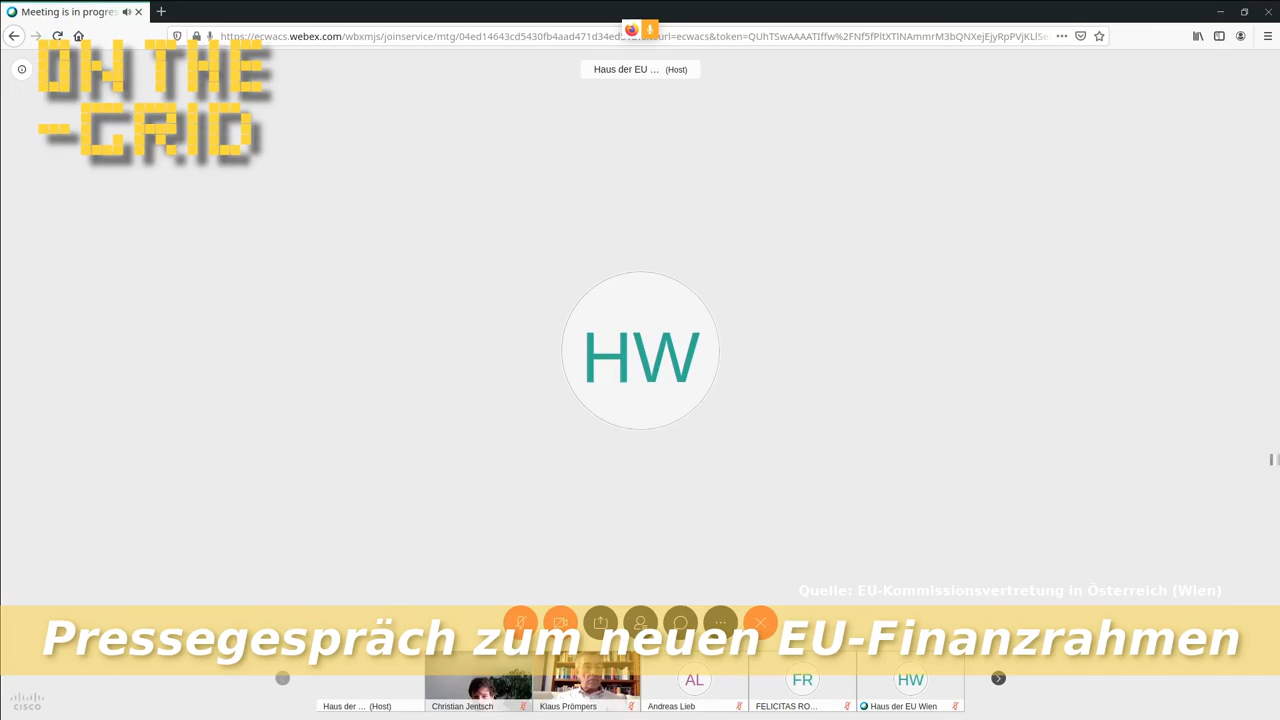 Meeting is in progres
https://ecwacs.webex.com/wbxmjs/joinservice/mtg/04ed14643cd5430fb4aad471d34ed
ON THE
-GRID
Haus der EU ... (Host)
HW
Quelle: EU-Kommissionsvertretung in Österreich (Wien)
Pressegespräch zum neuen EU-Finanzrahmen
AL
FR
HW
Haus der ... (Host)
Christian Jentsch
Klaus Prömpers
Andreas Lieb
FELICITAS RO...
Haus der EU Wien
CISCO